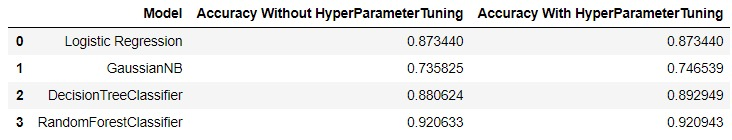 Model Accuracy Without HyperParameterTuning Accuracy With HyperParameterTuning
0 Logistic Regression 0.873440 0.873440
1 GaussianNB 0.735825 0.746539
2 DecisionTreeClassifier 0.880624 0.892949
3 RandomForestClassifier 0.920633 0.920943